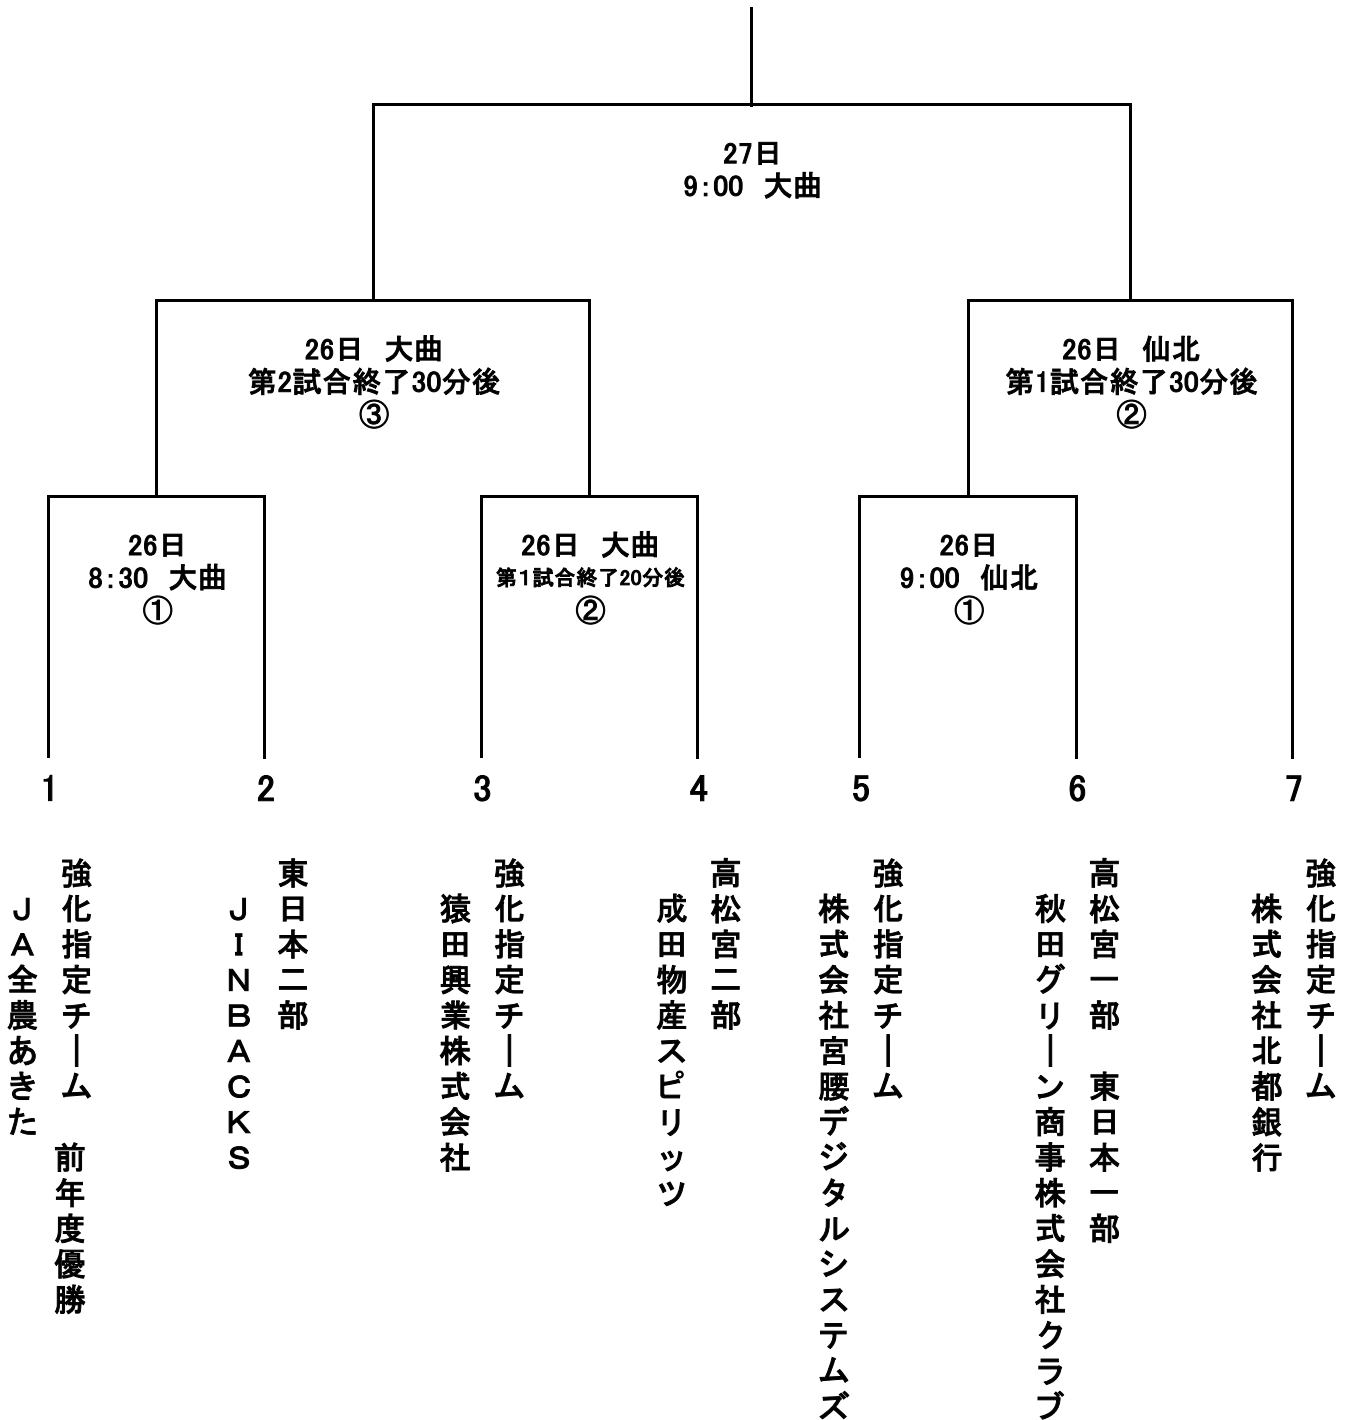 27日
9:00　大曲
26日　大曲
第2試合終了30分後
③
26日　仙北
第1試合終了30分後
②
26日
8:30　大曲
①
26日　大曲
第1試合終了20分後
②
26日
9:00　仙北
①
1
2
3
4
5
6
7
強化指定チーム　前年度優勝
ＪＡ全農あきた
東日本二部
ＪＩＮＢＡＣＫＳ
強化指定チーム
猿田興業株式会社
高松宮二部
成田物産スピリッツ
強化指定チーム
株式会社宮腰デジタルシステムズ
高松宮一部　東日本一部
秋田グリーン商事株式会社クラブ
強化指定チーム
株式会社北都銀行